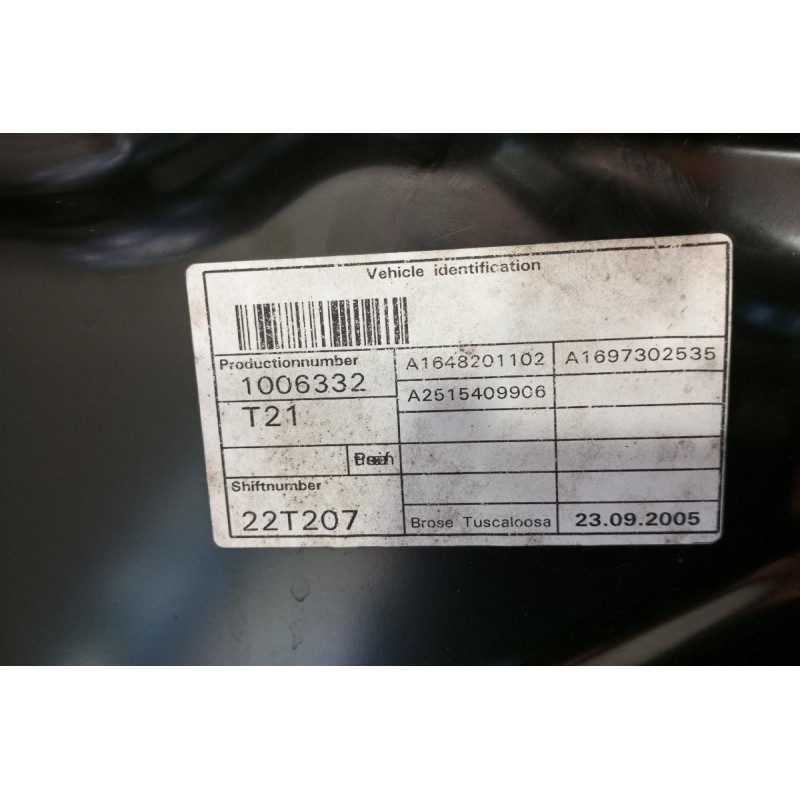 Vehicle identification
Productionnumber
1006332
A1648201102
A1697302535
T21
A2515409906
Shiftnumber
22T207
Brose Tuscaloosa
23.09.2005